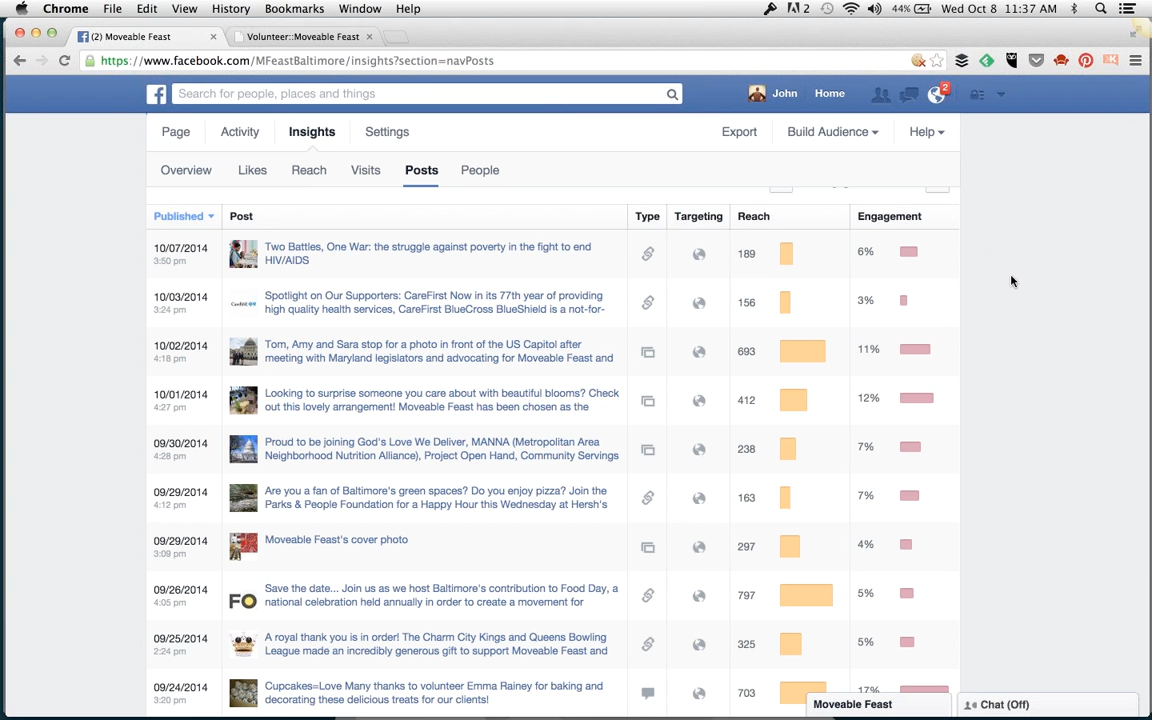 Chrome File Edit View History Bookmarks Window Help 2 44% Wed Oct 8 11:37 AM
(2) Moveable Feast Volunteer::Moveable Feast
https://www.facebook.com/MFeastBaltimore/insights?section=navPosts
Search for people, places and things John Home 2
Page Activity Insights Settings Export Build Audience Help
Overview Likes Reach Visits Posts People
Published Post Type Targeting Reach Engagement
10/07/2014 Two Battles, One War: the struggle against poverty in the fight to end 189 6%
3:50 pm HIV/AIDS
10/03/2014 Spotlight on Our Supporters: CareFirst Now in its 77th year of providing 156 3%
3:24 pm high quality health services, CareFirst BlueCross BlueShield is a not-for-
10/02/2014 Tom, Amy and Sara stop for a photo in front of the US Capitol after 693 11%
4:18 pm meeting with Maryland legislators and advocating for Moveable Feast and
10/01/2014 Looking to surprise someone you care about with beautiful blooms? Check 412 12%
4:27 pm out this lovely arrangement! Moveable Feast has been chosen as the
09/30/2014 Proud to be joining God's Love We Deliver, MANNA (Metropolitan Area 238 7%
4:28 pm Neighborhood Nutrition Alliance), Project Open Hand, Community Servings
09/29/2014 Are you a fan of Baltimore's green spaces? Do you enjoy pizza? Join the 163 7%
4:12 pm Parks & People Foundation for a Happy Hour this Wednesday at Hersh's
09/29/2014 Moveable Feast's cover photo 297 4%
3:09 pm
09/26/2014 Save the date... Join us as we host Baltimore's contribution to Food Day, a 797 5%
4:05 pm FO national celebration held annually in order to create a movement for
09/25/2014 A royal thank you is in order! The Charm City Kings and Queens Bowling 325 5%
2:24 pm League made an incredibly generous gift to support Moveable Feast and
09/24/2014 Cupcakes=Love Many thanks to volunteer Emma Rainey for baking and 703 17%
3:20 pm decorating these delicious treats for our clients!
Moveable Feast Chat (Off)